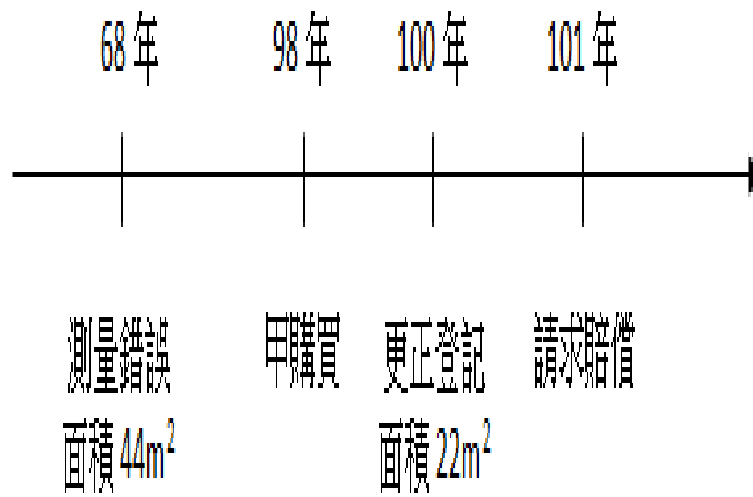 68 年 98 年 100 年 101 年
測量錯誤 甲購買 更正登記 請求賠償
面積 44m² 面積 22m²